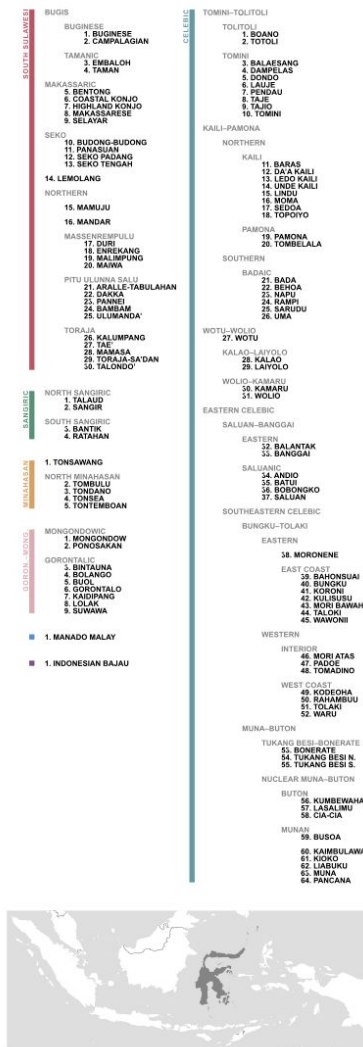 SOUTH SULAWESI
BUGIS
BUGINESE
1. BUGINESE
2. CAMPALAGIAN
TAMANIC
3. EMBALOH
4. TAMAN
MAKASSARIC
5. BENTONG
6. COASTAL KONJO
7. HIGHLAND KONJO
8. MAKASSARESE
9. SELAYAR
SEKO
10. BUDONG-BUDONG
11. PANASUAN
12. SEKO PADANG
13. SEKO TENGAH
14. LEMOLANG
NORTHERN
15. MAMUJU
16. MANDAR
MASSENREMPULU
17. DURI
18. ENREKANG
19. MALIMPUNG
20. MAIWA
PITU ULUNNA SALU
21. ARALLE-TABULAHAN
22. DAKKA
23. PANNEI
24. BAMBAM
25. ULUMANDA'
TORAJA
26. KALUMPANG
27. TAE'
28. MAMASA
29. TORAJA-SA'DAN
30. TALONDO'
SANGIRIC
NORTH SANGIRIC
1. TALAUD
2. SANGIR
SOUTH SANGIRIC
3. BANTIK
4. RATAHAN
MINAHASAN
1. TONSAWANG
NORTH MINAHASAN
2. TOMBULU
3. TONDANO
4. TONSEA
5. TONTEMBOAN
GORON.–MONG.
MONGONDOWIC
1. MONGONDOW
2. PONOSAKAN
GORONTALIC
3. BINTAUNA
4. BOLANGO
5. BUOL
6. GORONTALO
7. KAIDIPANG
8. LOLAK
9. SUWAWA
1. MANADO MALAY
1. INDONESIAN BAJAU
CELEBIC
TOMINI–TOLITOLI
TOLITOLI
1. BOANO
2. TOTOLI
TOMINI
3. BALAESANG
4. DAMPELAS
5. DONDO
6. LAUJE
7. PENDAU
8. TAJE
9. TAJIO
10. TOMINI
KAILI–PAMONA
NORTHERN
KAILI
11. BARAS
12. DA'A KAILI
13. LEDO KAILI
14. UNDE KAILI
15. LINDU
16. MOMA
17. SEDOA
18. TOPOIYO
PAMONA
19. PAMONA
20. TOMBELALA
SOUTHERN
BADAIC
21. BADA
22. BEHOA
23. NAPU
24. RAMPI
25. SARUDU
26. UMA
WOTU–WOLIO
27. WOTU
KALAO–LAIYOLO
28. KALAO
29. LAIYOLO
WOLIO–KAMARU
30. KAMARU
31. WOLIO
EASTERN CELEBIC
SALUAN–BANGGAI
EASTERN
32. BALANTAK
33. BANGGAI
SALUANIC
34. ANDIO
35. BATUI
36. BOBONGKO
37. SALUAN
SOUTHEASTERN CELEBIC
BUNGKU–TOLAKI
EASTERN
38. MORONENE
EAST COAST
39. BAHONSUAI
40. BUNGKU
41. KORONI
42. KULISUSU
43. MORI BAWAH
44. TALOKI
45. WAWONII
WESTERN
INTERIOR
46. MORI ATAS
47. PADOE
48. TOMADINO
WEST COAST
49. KODEOHA
50. RAHAMBUU
51. TOLAKI
52. WARU
MUNA–BUTON
TUKANG BESI–BONERATE
53. BONERATE
54. TUKANG BESI N.
55. TUKANG BESI S.
NUCLEAR MUNA–BUTON
BUTON
56. KUMBEWAHA
57. LASALIMU
58. CIA-CIA
MUNAN
59. BUSOA
60. KAIMBULAWA
61. KIOKO
62. LIABUKU
63. MUNA
64. PANCANA